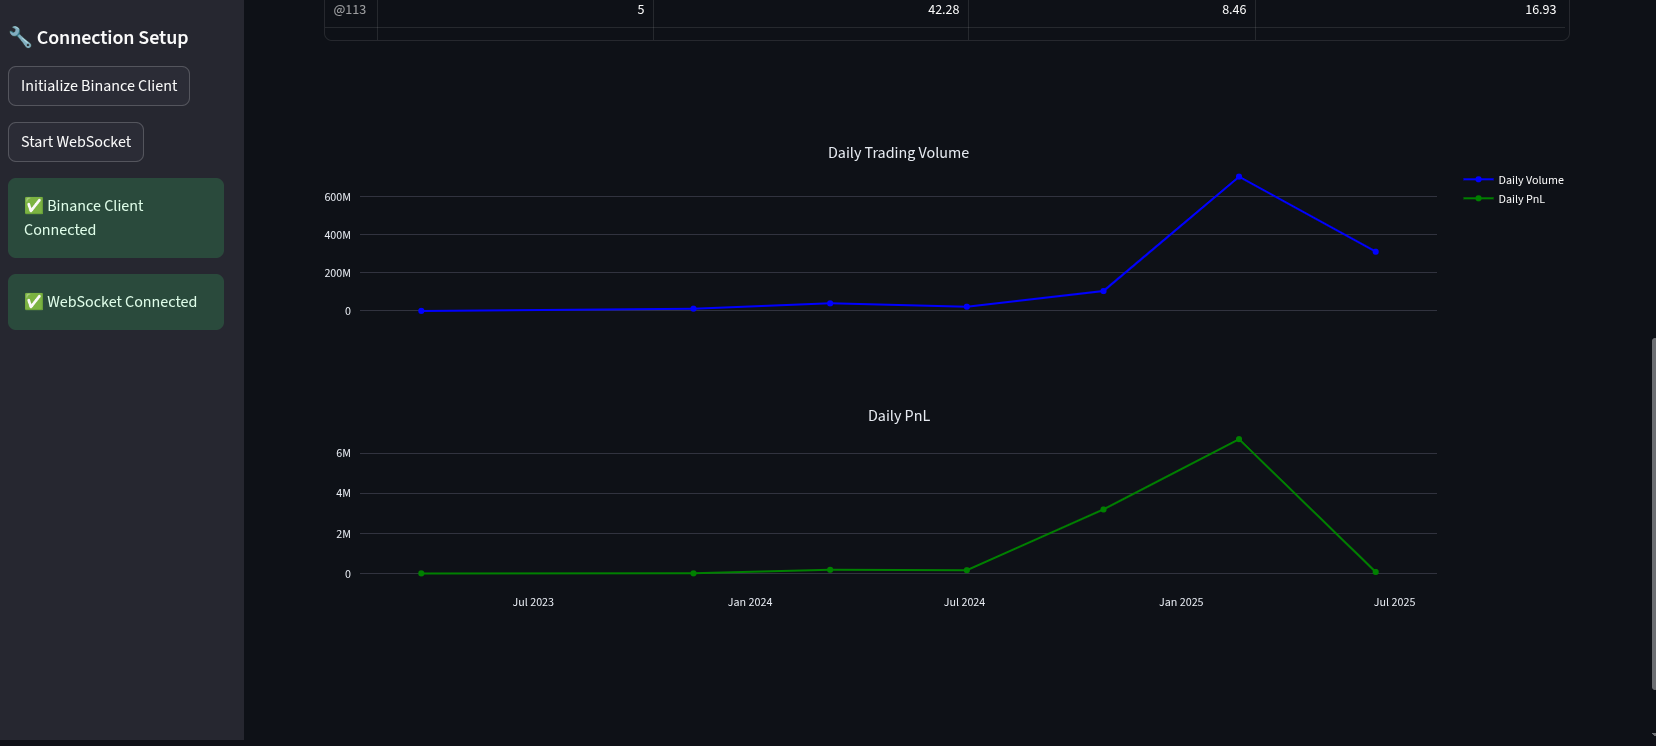 🔧 Connection Setup
Initialize Binance Client
Start WebSocket
✅ Binance Client
Connected
✅ WebSocket Connected
@113 5 42.28 8.46 16.93
Daily Trading Volume
600M
400M
200M
0
Daily Volume
Daily PnL
Daily PnL
6M
4M
2M
0
Jul 2023 Jan 2024 Jul 2024 Jan 2025 Jul 2025